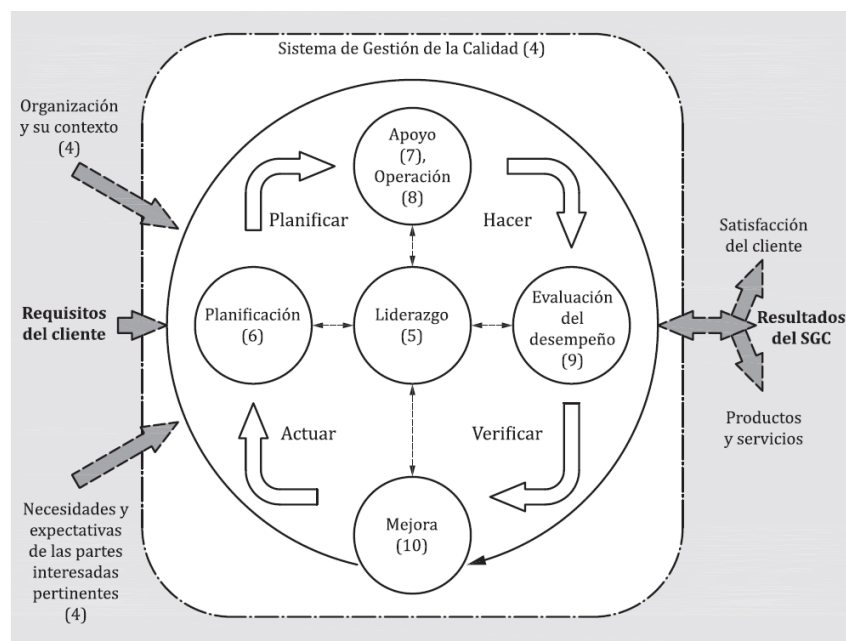 Sistema de Gestión de la Calidad (4)
Organización
y su contexto
(4)
Requisitos
del cliente
Necesidades y
expectativas
de las partes
interesadas
pertinentes
(4)
Apoyo
(7),
Operación
(8)
Planificar
Hacer
Planificación
(6)
Liderazgo
(5)
Evaluación
del
desempeño
(9)
Actuar
Verificar
Mejora
(10)
Satisfacción
del cliente
Resultados
del SGC
Productos
y servicios